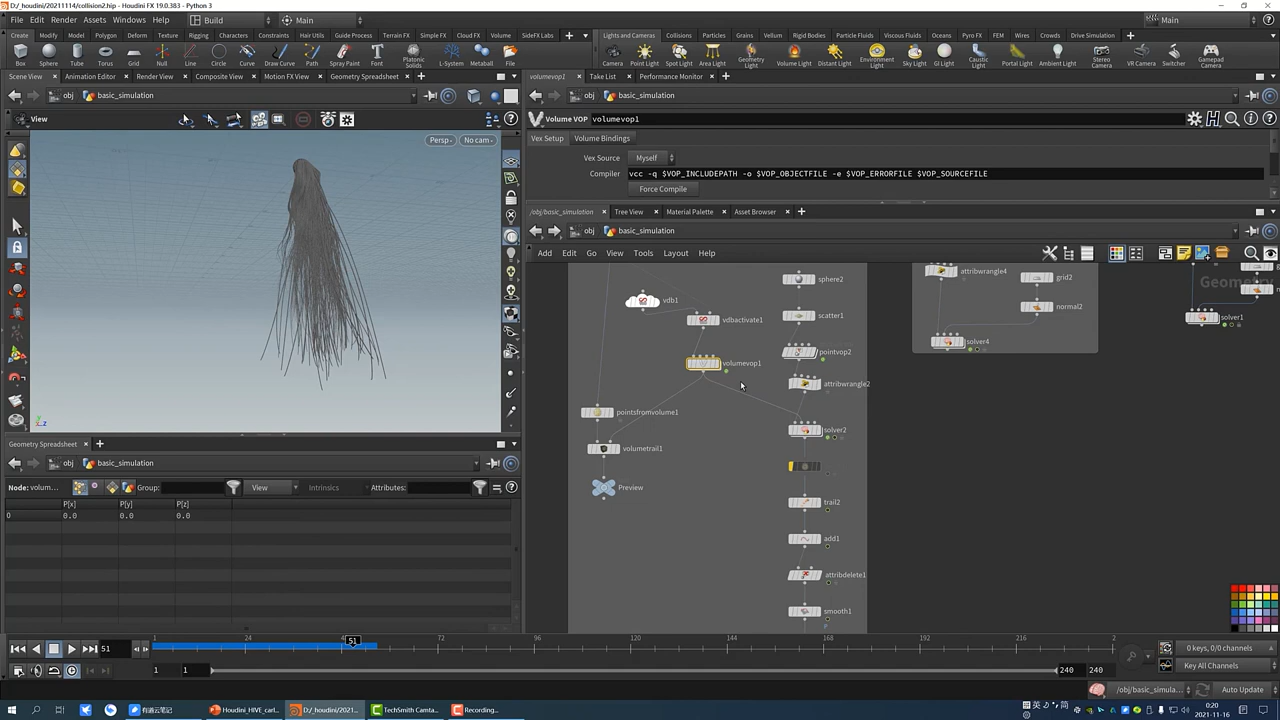 D:/_houdini/20211114/collision2.hip - Houdini FX 19.0.383 - Python 3
File Edit Render Assets Windows Help Build Main Main
Create Modify Model Polygon Deform Texture Rigging Characters Constraints Hair Utils Guide Process Terrain FX Simple FX Cloud FX Volume SideFX Labs
Lights and Cameras Collisions Particles Grains Vellum Rigid Bodies Particle Fluids Viscous Fluids Oceans Pyro FX FEM Wires Crowds Drive Simulation
Box Sphere Tube Torus Grid Null Line Circle Curve Draw Curve Path Spray Paint Font Platonic Solids L-System Metaball File
Camera Point Light Spot Light Area Light Geometry Light Volume Light Distant Light Environment Light Sky Light GI Light Caustic Light Portal Light Ambient Light Stereo Camera VR Camera Switcher Gamepad Camera
Scene View Animation Editor Render View Composite View Motion FX View Geometry Spreadsheet
volumevop1 Take List Performance Monitor
obj basic_simulation
obj basic_simulation
View
Volume VOP volumevop1
Persp No cam
Vex Setup Volume Bindings
Vex Source Myself
Compiler vcc -q $VOP_INCLUDEPATH -o $VOP_OBJECTFILE -e $VOP_ERRORFILE $VOP_SOURCEFILE
Force Compile
/obj/basic_simulation Tree View Material Palette Asset Browser
obj basic_simulation
Add Edit Go View Tools Layout Help
attribwrangle4
grid2
sphere2
Geometry
vdb1
normal2
scatter1
vdbactivate1
solver1
solver4
pointvop2
volumevop1
attribwrangle2
pointsfromvolume1
solver2
volumetrail1
Preview
trail2
add1
attribdelete1
smooth1
Geometry Spreadsheet
obj basic_simulation
Node: volum... Group: View Intrinsics Attributes:
P[x] P[y] P[z]
0 0.0 0.0 0.0
1 24 51 72 96 120 144 168 192 216 2
51
0 keys, 0/0 channels
1 1 240 240
Key All Channels
/obj/basic_simula... Auto Update
有道云笔记 Houdini_HIVE_carl... D:/_houdini/2021... TechSmith Camta... Recording...
英
0:20
2021-11-16